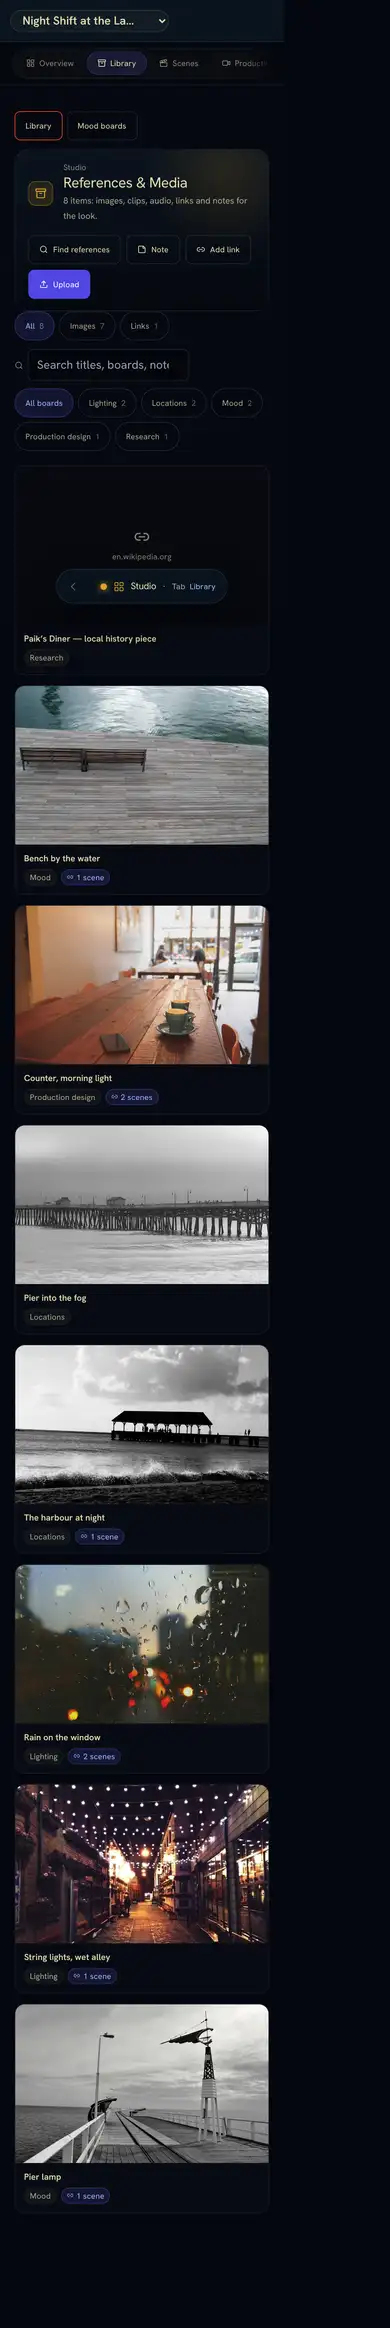 Night Shift at the La...
Overview
Library
Scenes
Library
Mood boards
Studio
References & Media
8 items: images, clips, audio, links and notes for
the look.
Find references
Note
Add link
Upload
All 8
Images 7
Links 1
Search titles, boards, note
All boards
Lighting 2
Locations 2
Mood 2
Production design 1
Research 1
en.wikipedia.org
Studio · Tab Library
Paik's Diner — local history piece
Research
Bench by the water
Mood
1 scene
Counter, morning light
Production design
2 scenes
Pier into the fog
Locations
The harbour at night
Locations
1 scene
Rain on the window
Lighting
2 scenes
String lights, wet alley
Lighting
1 scene
Pier lamp
Mood
1 scene